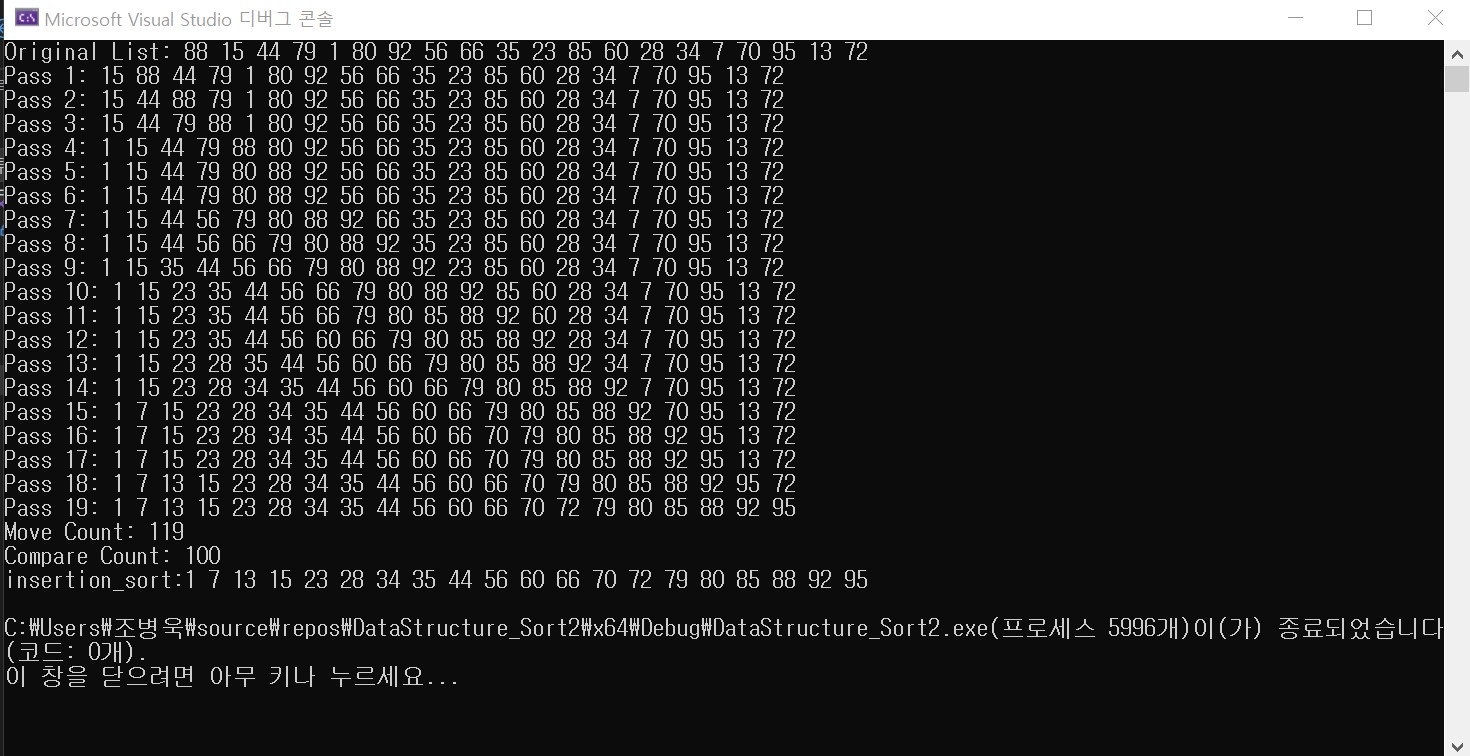 Microsoft Visual Studio 디버그 콘솔
Original List: 88 15 44 79 1 80 92 56 66 35 23 85 60 28 34 7 70 95 13 72
Pass 1: 15 88 44 79 1 80 92 56 66 35 23 85 60 28 34 7 70 95 13 72
Pass 2: 15 44 88 79 1 80 92 56 66 35 23 85 60 28 34 7 70 95 13 72
Pass 3: 15 44 79 88 1 80 92 56 66 35 23 85 60 28 34 7 70 95 13 72
Pass 4: 1 15 44 79 88 80 92 56 66 35 23 85 60 28 34 7 70 95 13 72
Pass 5: 1 15 44 79 80 88 92 56 66 35 23 85 60 28 34 7 70 95 13 72
Pass 6: 1 15 44 79 80 88 92 56 66 35 23 85 60 28 34 7 70 95 13 72
Pass 7: 1 15 44 56 79 80 88 92 66 35 23 85 60 28 34 7 70 95 13 72
Pass 8: 1 15 44 56 66 79 80 88 92 35 23 85 60 28 34 7 70 95 13 72
Pass 9: 1 15 35 44 56 66 79 80 88 92 23 85 60 28 34 7 70 95 13 72
Pass 10: 1 15 23 35 44 56 66 79 80 88 92 85 60 28 34 7 70 95 13 72
Pass 11: 1 15 23 35 44 56 66 79 80 85 88 92 60 28 34 7 70 95 13 72
Pass 12: 1 15 23 35 44 56 60 66 79 80 85 88 92 28 34 7 70 95 13 72
Pass 13: 1 15 23 28 35 44 56 60 66 79 80 85 88 92 34 7 70 95 13 72
Pass 14: 1 15 23 28 34 35 44 56 60 66 79 80 85 88 92 7 70 95 13 72
Pass 15: 1 7 15 23 28 34 35 44 56 60 66 79 80 85 88 92 70 95 13 72
Pass 16: 1 7 15 23 28 34 35 44 56 60 66 70 79 80 85 88 92 95 13 72
Pass 17: 1 7 15 23 28 34 35 44 56 60 66 70 79 80 85 88 92 95 13 72
Pass 18: 1 7 13 15 23 28 34 35 44 56 60 66 70 79 80 85 88 92 95 72
Pass 19: 1 7 13 15 23 28 34 35 44 56 60 66 70 72 79 80 85 88 92 95
Move Count: 119
Compare Count: 100
insertion_sort:1 7 13 15 23 28 34 35 44 56 60 66 70 72 79 80 85 88 92 95
C:₩Users₩조병욱₩source₩repos₩DataStructure_Sort2₩x64₩Debug₩DataStructure_Sort2.exe(프로세스 5996개)이(가) 종료되었습니다
(코드: 0개).
이 창을 닫으려면 아무 키나 누르세요...